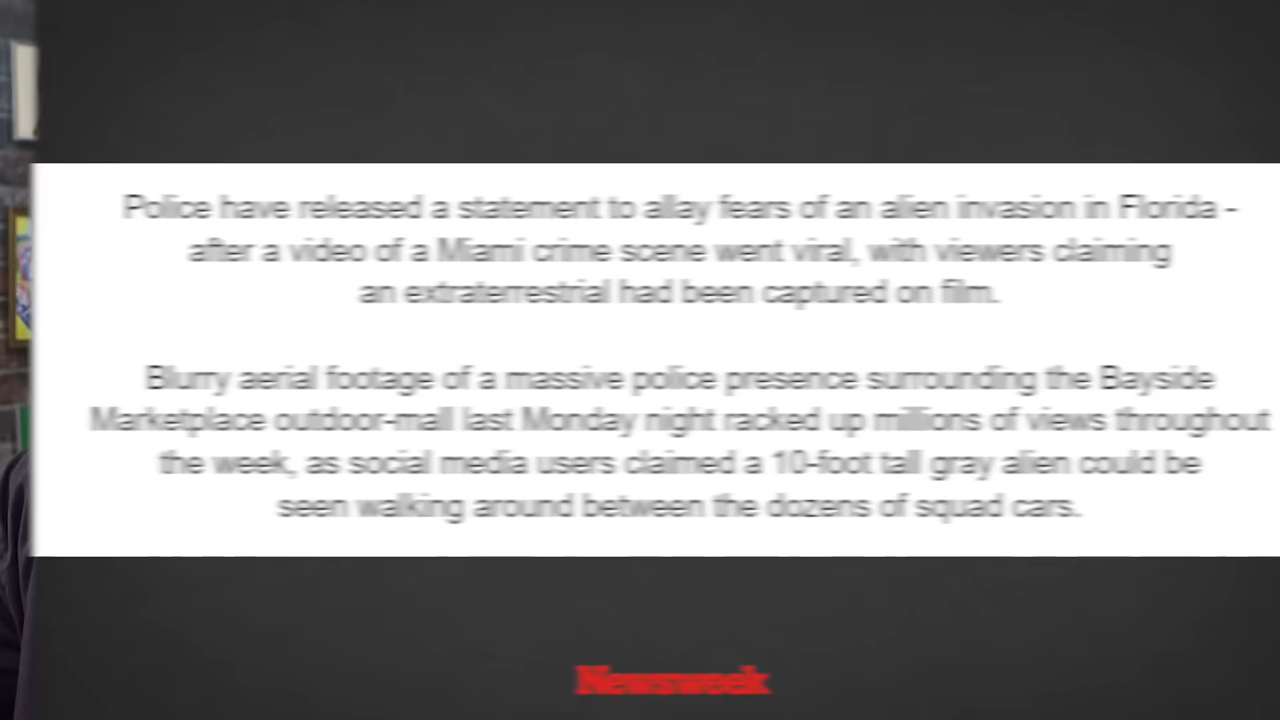 Police have released a statement to allay fears of an alien invasion in Florida -
after a video of a Miami crime scene went viral, with viewers claiming
an extraterrestrial had been captured on film.
Blurry aerial footage of a massive police presence surrounding the Bayside
Marketplace outdoor-mall last Monday night racked up millions of views throughout
the week, as social media users claimed a 10-foot tall gray alien could be
seen walking around between the dozens of squad cars.
Newsweek